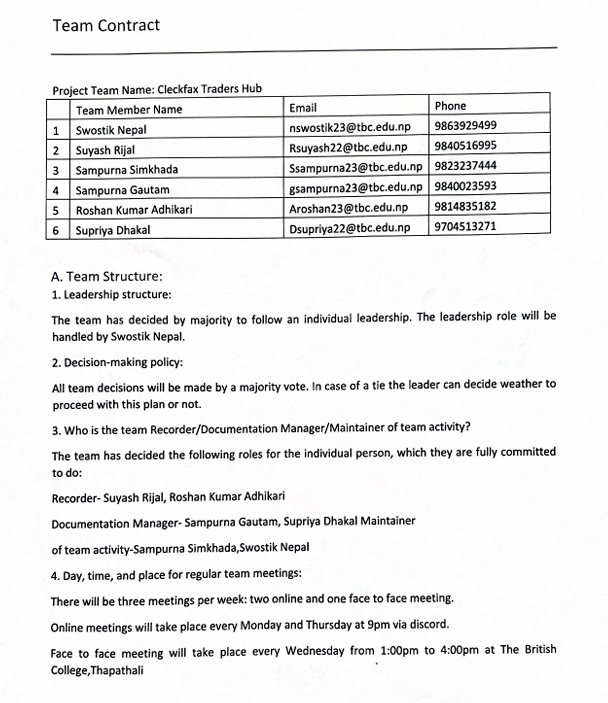 Team Contract
Project Team Name: Cleckfax Traders Hub
Team Member Name Email Phone
1 Swostik Nepal nswostik23@tbc.edu.np 9863929499
2 Suyash Rijal Rsuyash22@tbc.edu.np 9840516995
3 Sampurna Simkhada Ssampurna23@tbc.edu.np 9823237444
4 Sampurna Gautam gsampurna23@tbc.edu.np 9840023593
5 Roshan Kumar Adhikari Aroshan23@tbc.edu.np 9814835182
6 Supriya Dhakal Dsupriya22@tbc.edu.np 9704513271
A. Team Structure:
1. Leadership structure:
The team has decided by majority to follow an individual leadership. The leadership role will be
handled by Swostik Nepal.
2. Decision-making policy:
All team decisions will be made by a majority vote. In case of a tie the leader can decide weather to
proceed with this plan or not.
3. Who is the team Recorder/Documentation Manager/Maintainer of team activity?
The team has decided the following roles for the individual person, which they are fully committed
to do:
Recorder- Suyash Rijal, Roshan Kumar Adhikari
Documentation Manager- Sampurna Gautam, Supriya Dhakal Maintainer
of team activity-Sampurna Simkhada,Swostik Nepal
4. Day, time, and place for regular team meetings:
There will be three meetings per week: two online and one face to face meeting.
Online meetings will take place every Monday and Thursday at 9pm via discord.
Face to face meeting will take place every Wednesday from 1:00pm to 4:00pm at The British
College,Thapathali